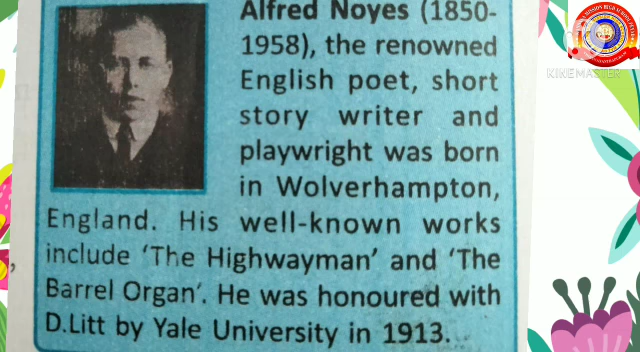 Alfred Noyes (1850-
1958), the renowned
English poet, short
story writer and
playwright was born
in Wolverhampton,
England. His well-known works
include ‘The Highwayman’ and ‘The
Barrel Organ’. He was honoured with
D.Litt by Yale University in 1913.
KINEMASTER